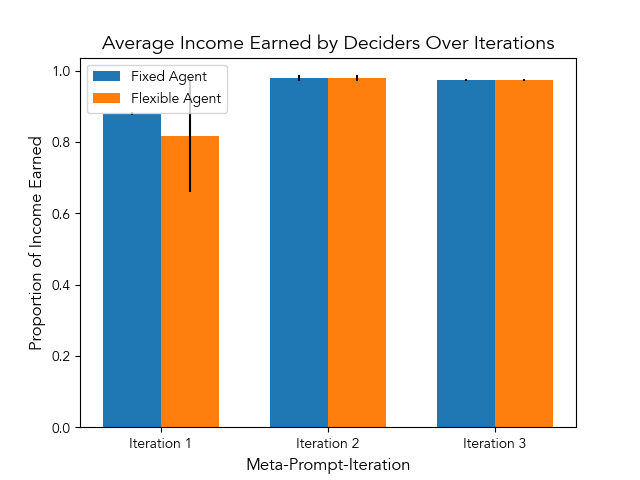 Average Income Earned by Deciders Over Iterations
Fixed Agent
Flexible Agent
Proportion of Income Earned
1.0
0.8
0.6
0.4
0.2
0.0
Iteration 1
Iteration 2
Iteration 3
Meta-Prompt-Iteration